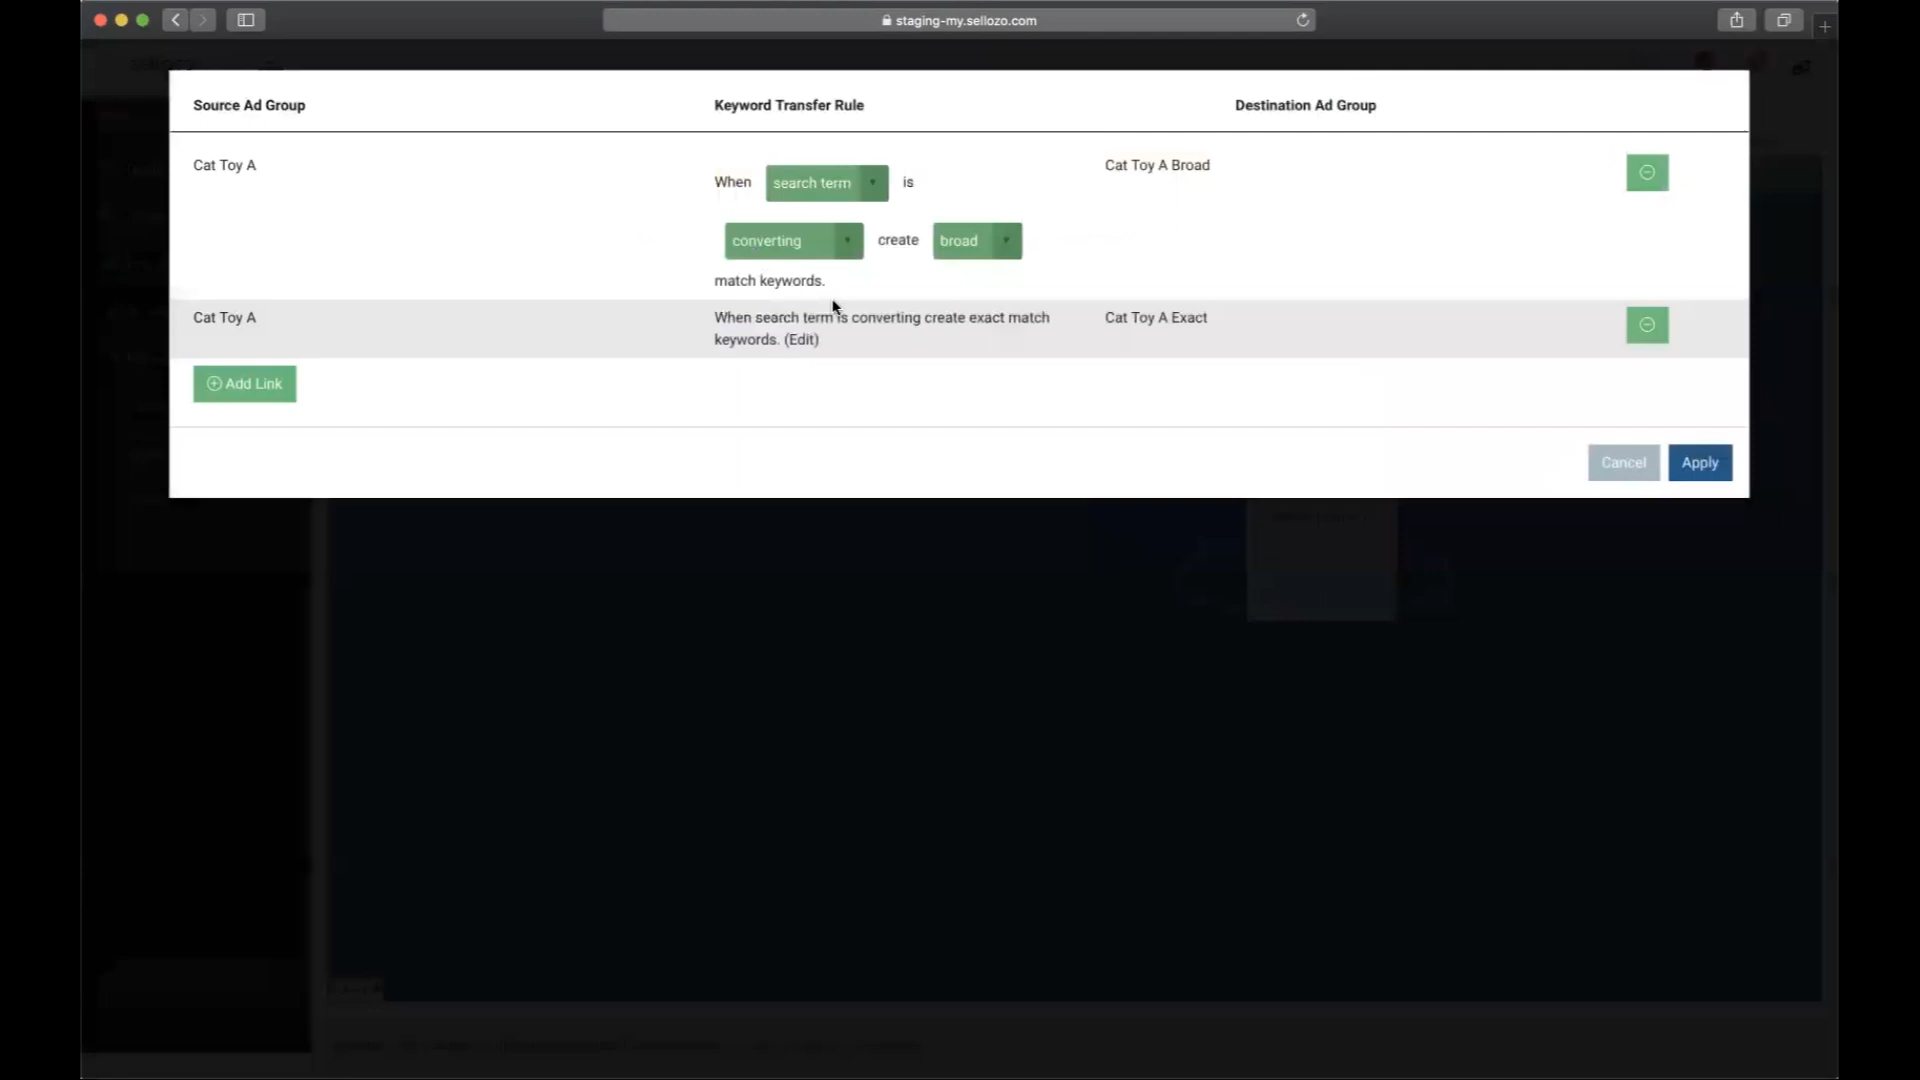 staging-my.sellozo.com
Source Ad Group Keyword Transfer Rule Destination Ad Group
Cat Toy A When search term is Cat Toy A Broad
converting create broad
match keywords.
Cat Toy A When search term is converting create exact match Cat Toy A Exact
keywords. (Edit)
Add Link
Cancel Apply